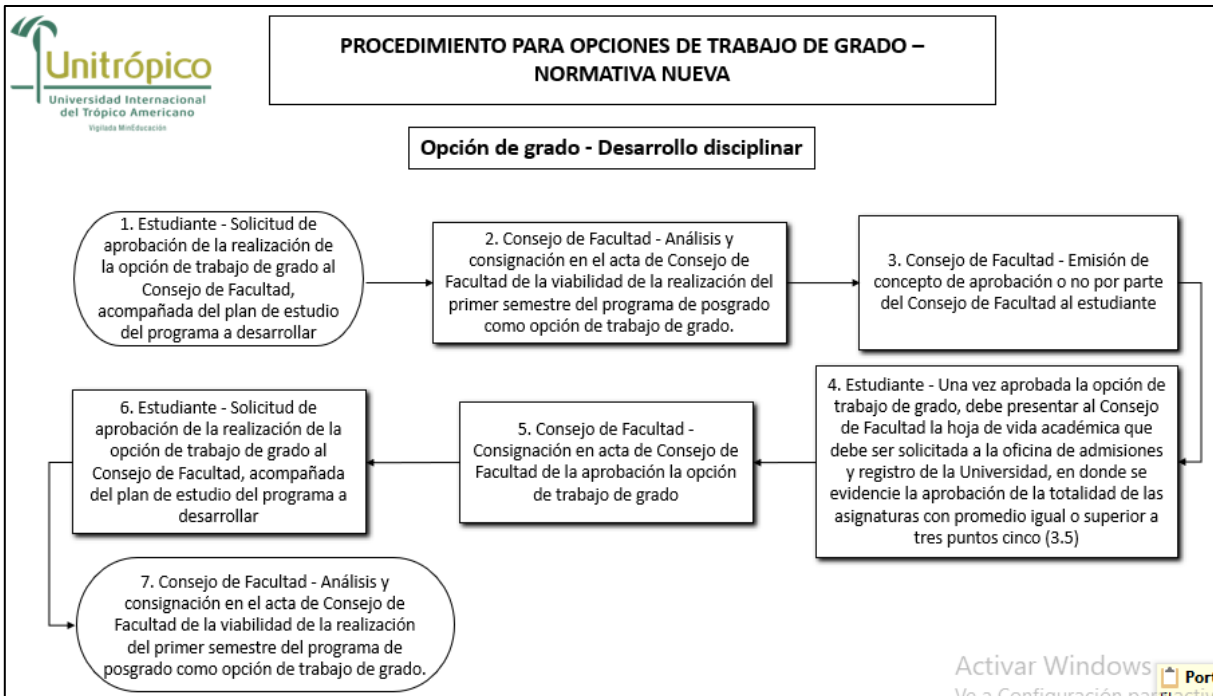 Unitrópico
Universidad Internacional
del Trópico Americano
Vigilada MinEducación
PROCEDIMIENTO PARA OPCIONES DE TRABAJO DE GRADO –
NORMATIVA NUEVA
Opción de grado - Desarrollo disciplinar
1. Estudiante - Solicitud de
aprobación de la realización de
la opción de trabajo de grado al
Consejo de Facultad,
acompañada del plan de estudio
del programa a desarrollar
2. Consejo de Facultad - Análisis y
consignación en el acta de Consejo de
Facultad de la viabilidad de la realización del
primer semestre del programa de posgrado
como opción de trabajo de grado.
3. Consejo de Facultad - Emisión de
concepto de aprobación o no por parte
del Consejo de Facultad al estudiante
4. Estudiante - Una vez aprobada la opción de
trabajo de grado, debe presentar al Consejo
de Facultad la hoja de vida académica que
debe ser solicitada a la oficina de admisiones
y registro de la Universidad, en donde se
evidencie la aprobación de la totalidad de las
asignaturas con promedio igual o superior a
tres puntos cinco (3.5)
5. Consejo de Facultad -
Consignación en acta de Consejo de
Facultad de la aprobación la opción
de trabajo de grado
6. Estudiante - Solicitud de
aprobación de la realización de la
opción de trabajo de grado al
Consejo de Facultad, acompañada
del plan de estudio del programa a
desarrollar
7. Consejo de Facultad - Análisis y
consignación en el acta de Consejo de
Facultad de la viabilidad de la realización
del primer semestre del programa de
posgrado como opción de trabajo de grado.
Activar Windows
Port
Ve a Configuración